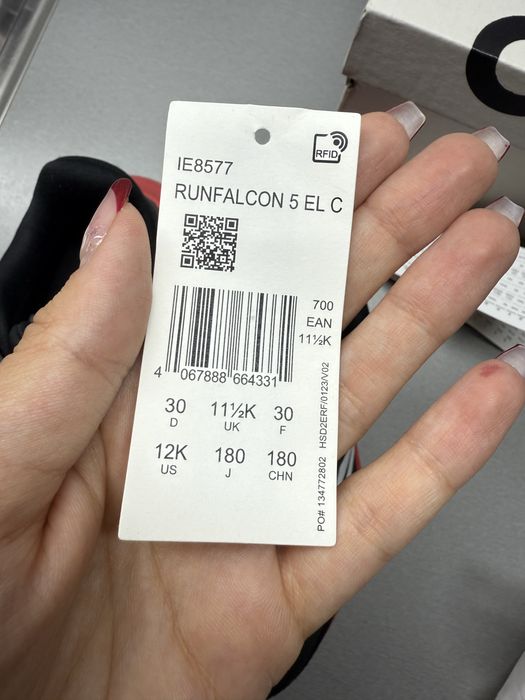 RFID
IE8577
RUNFALCON 5 EL C
700
EAN
11½K
4 067888 664331
30 11½K 30
D UK F
12K 180 180
US J CHN
PO# 134772802 HSD2ERF/0123/V02